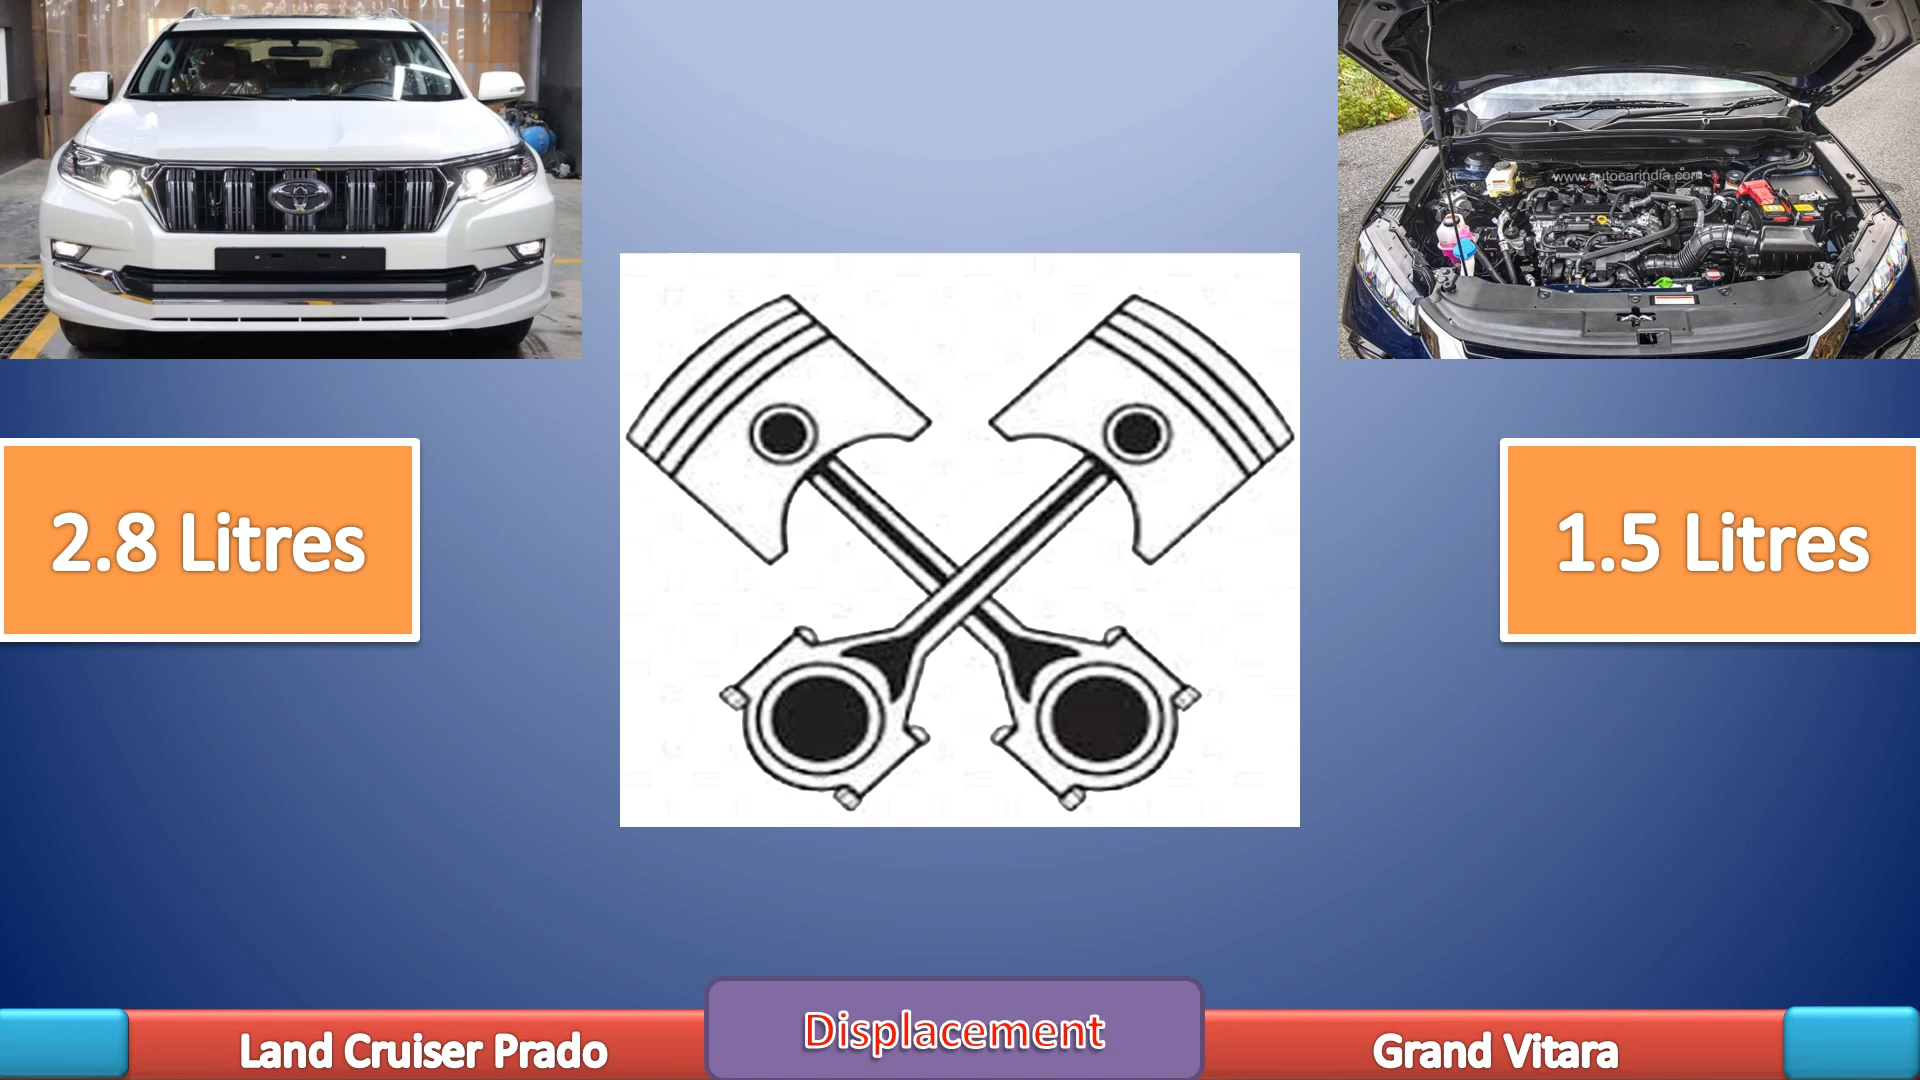 www.autocarindia.com
2.8 Litres
1.5 Litres
Displacement
Land Cruiser Prado
Grand Vitara